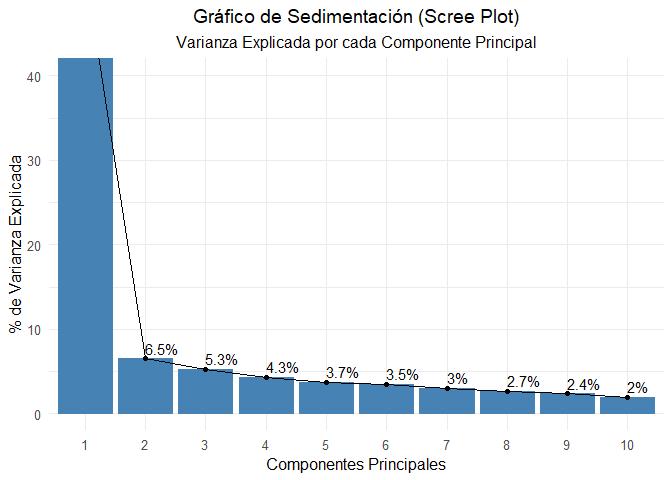 Gráfico de Sedimentación (Scree Plot)
Varianza Explicada por cada Componente Principal
% de Varianza Explicada
40
30
20
10
0
6.5%
5.3%
4.3%
3.7%
3.5%
3%
2.7%
2.4%
2%
1 2 3 4 5 6 7 8 9 10
Componentes Principales